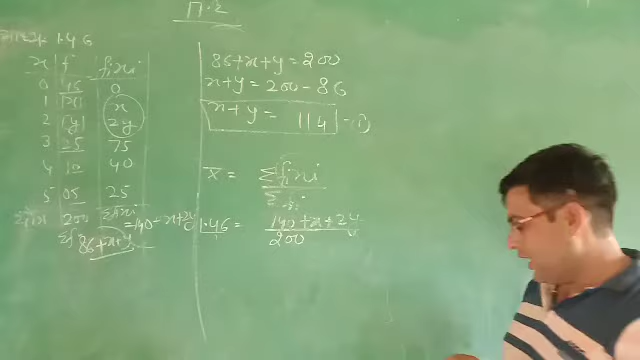 П.2
माध्य 1.46
x f fixi
0 46 0
1 (x) x
2 (y) 2y
3 25 75
4 10 40
5 05 25
योग 200 Σfixi
=140+x+2y
Σfi
86+x+y
86+x+y=200
x+y = 200-86
x+y = 114 -①
x̄ = Σfixi
Σfi
1.46 = 140+x+2y
200